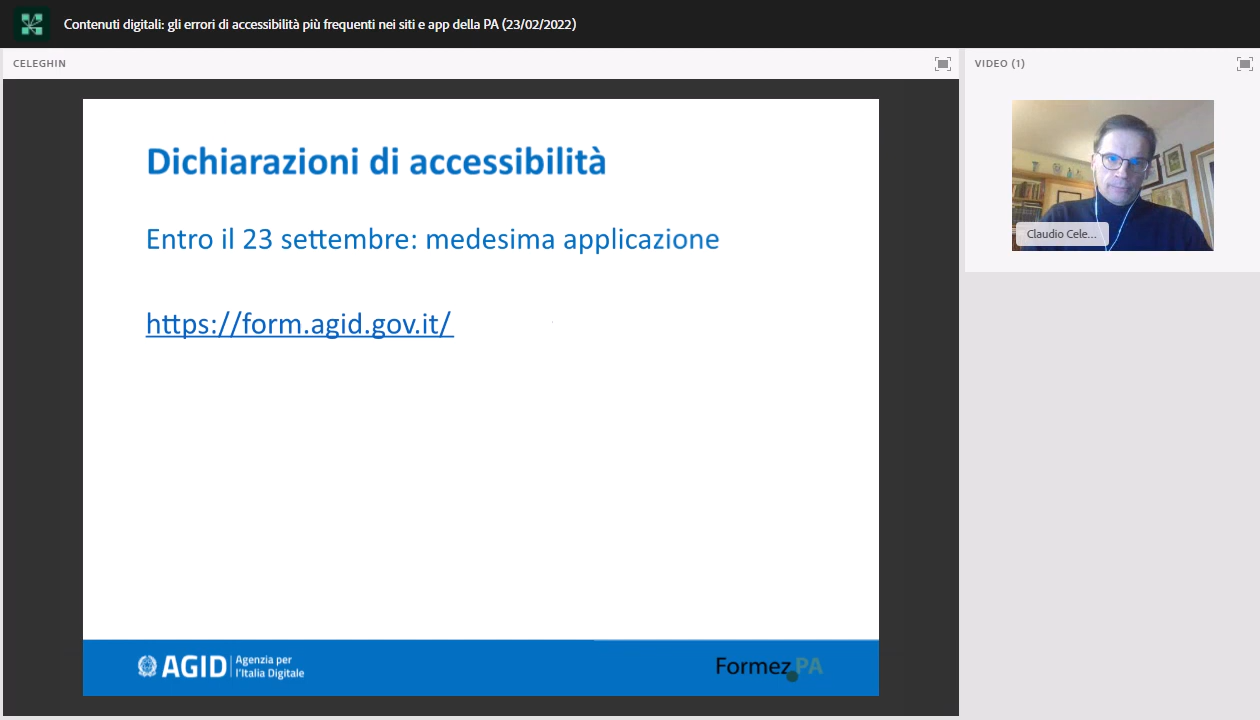 Contenuti digitali: gli errori di accessibilità più frequenti nei siti e app della PA (23/02/2022)
CELEGHIN
VIDEO (1)
Dichiarazioni di accessibilità
Entro il 23 settembre: medesima applicazione
https://form.agid.gov.it/
Claudio Cele...
AGID
Agenzia per
l'Italia Digitale
Formez PA